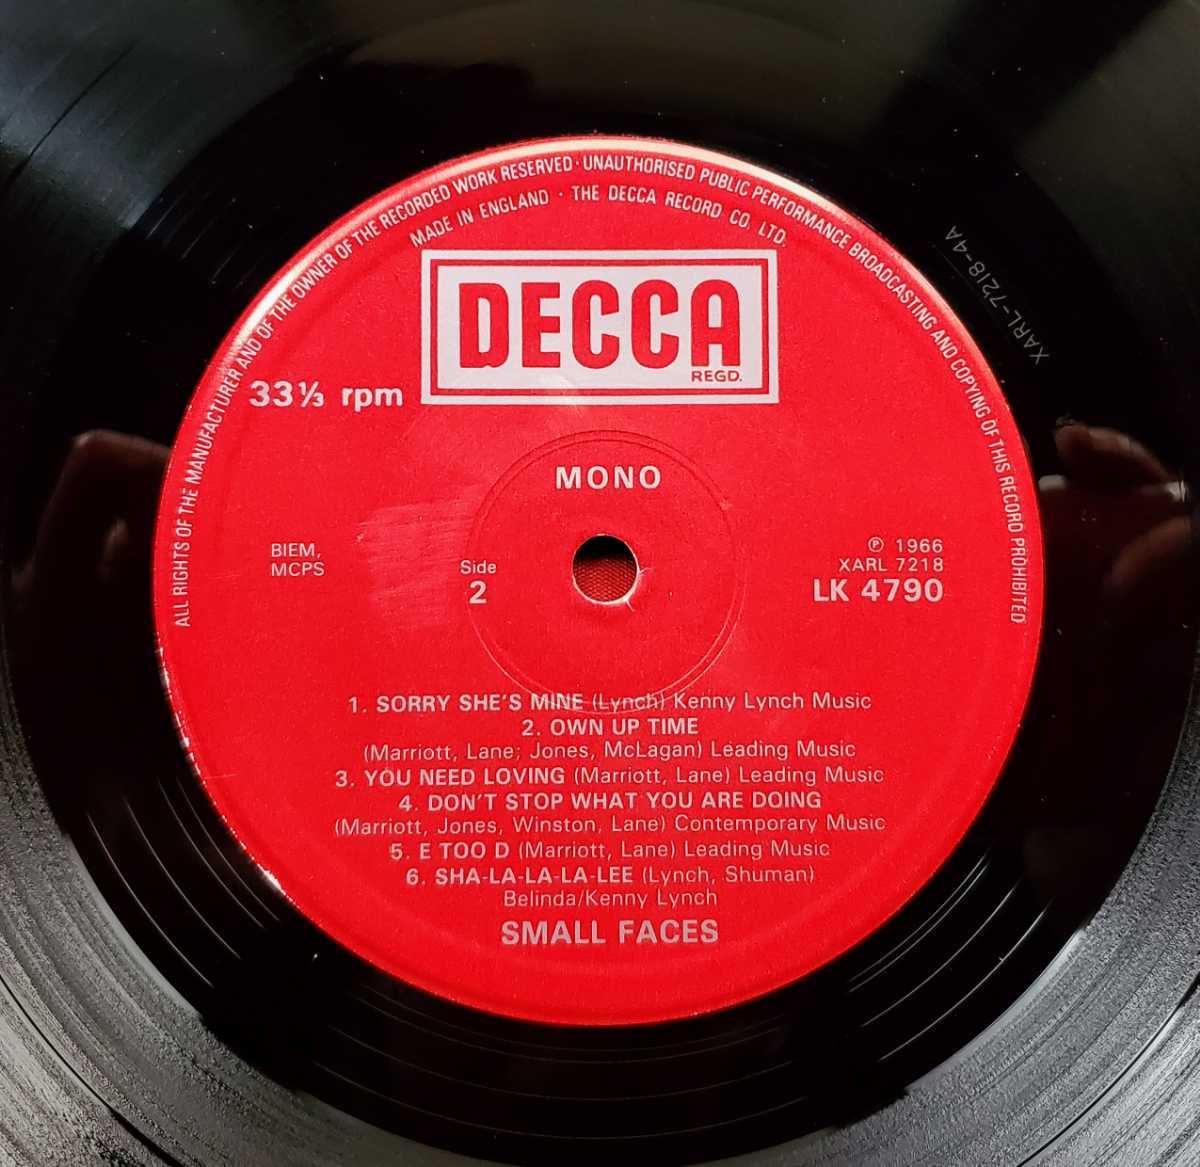 ALL RIGHTS OF THE MANUFACTURER AND OF THE OWNER OF THE RECORDED WORK RESERVED · UNAUTHORISED PUBLIC PERFORMANCE BROADCASTING AND COPYING OF THIS RECORD PROHIBITED
MADE IN ENGLAND · THE DECCA RECORD CO. LTD.
DECCA
REGD.
33⅓ rpm
XARL-7218-4A
MONO
BIEM,
MCPS
Side
2
℗ 1966
XARL 7218
LK 4790
1. SORRY SHE'S MINE (Lynch) Kenny Lynch Music
2. OWN UP TIME
(Marriott, Lane; Jones, McLagan) Leading Music
3. YOU NEED LOVING (Marriott, Lane) Leading Music
4. DON'T STOP WHAT YOU ARE DOING
(Marriott, Jones, Winston, Lane) Contemporary Music
5. E TOO D (Marriott, Lane) Leading Music
6. SHA-LA-LA-LA-LEE (Lynch, Shuman)
Belinda/Kenny Lynch
SMALL FACES